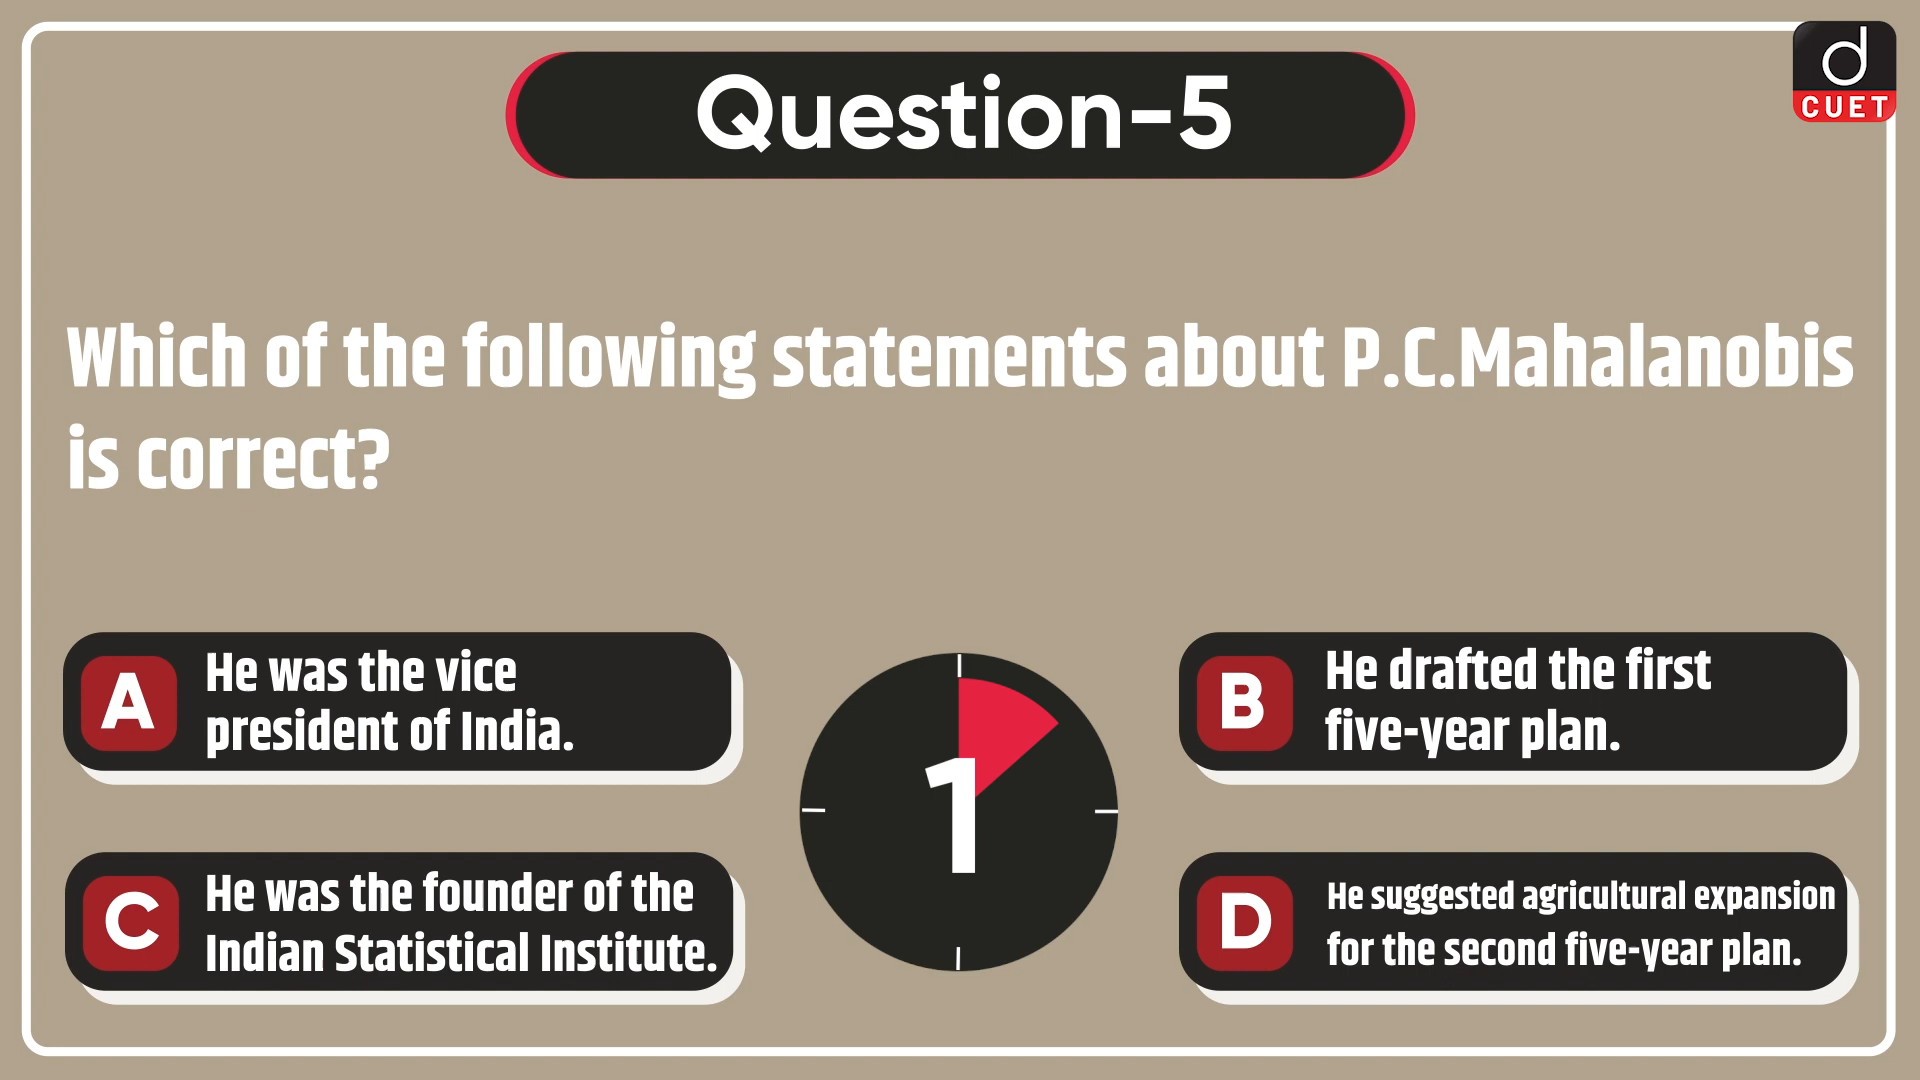 Question-5
d
CUET
Which of the following statements about P.C.Mahalanobis
is correct?
A
He was the vice
president of India.
B
He drafted the first
five-year plan.
1
C
He was the founder of the
Indian Statistical Institute.
D
He suggested agricultural expansion
for the second five-year plan.